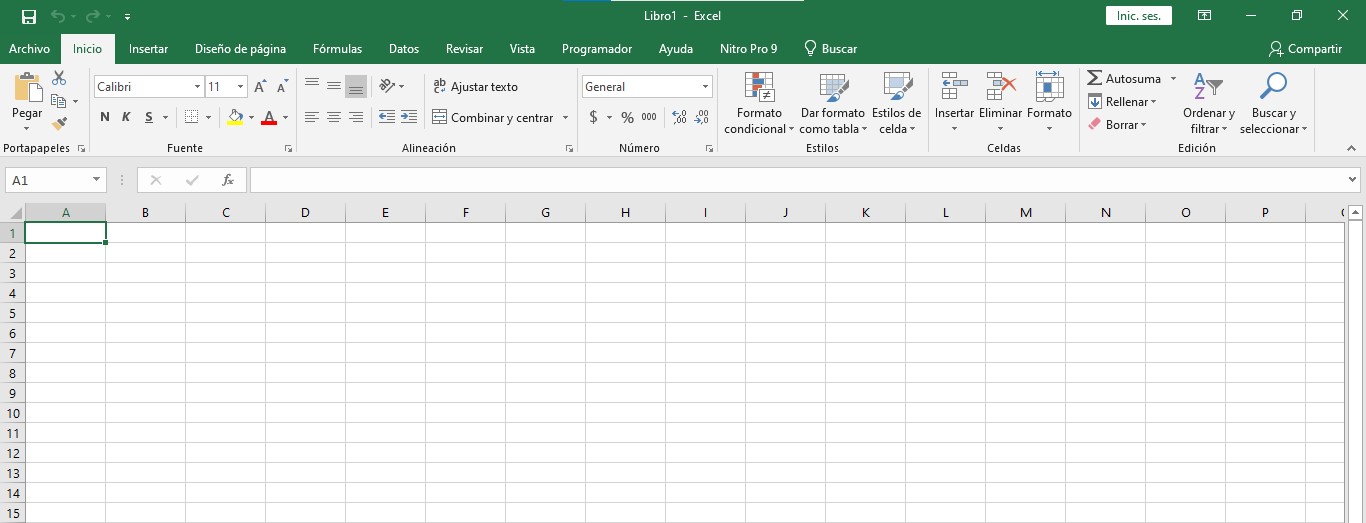 Libro1 - Excel
Inic. ses.
Archivo Inicio Insertar Diseño de página Fórmulas Datos Revisar Vista Programador Ayuda Nitro Pro 9 Buscar Compartir
Pegar
Portapapeles
Calibri 11
N K S A
Fuente
ab Ajustar texto
Combinar y centrar
Alineación
General
$ % 000 ,00
Número
Formato condicional
Dar formato como tabla
Estilos de celda
Estilos
Insertar Eliminar Formato
Celdas
Autosuma
Rellenar
Borrar
Ordenar y filtrar
Buscar y seleccionar
Edición
A1 fx
A B C D E F G H I J K L M N O P
1
2
3
4
5
6
7
8
9
10
11
12
13
14
15